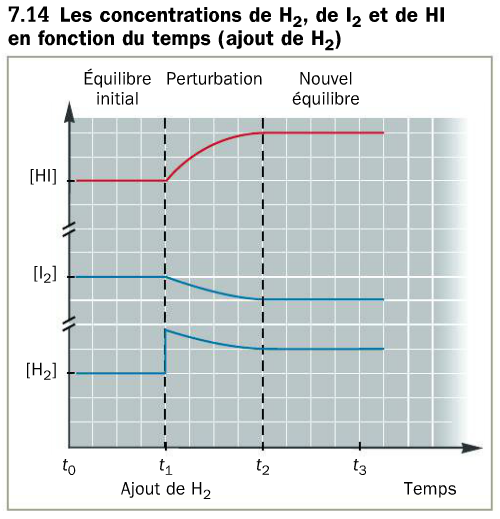 7.14 Les concentrations de H₂, de I₂ et de HI
en fonction du temps (ajout de H₂)
Équilibre
initial
Perturbation
Nouvel
équilibre
[HI]
[I₂]
[H₂]
t₀
t₁
t₂
t₃
Ajout de H₂
Temps